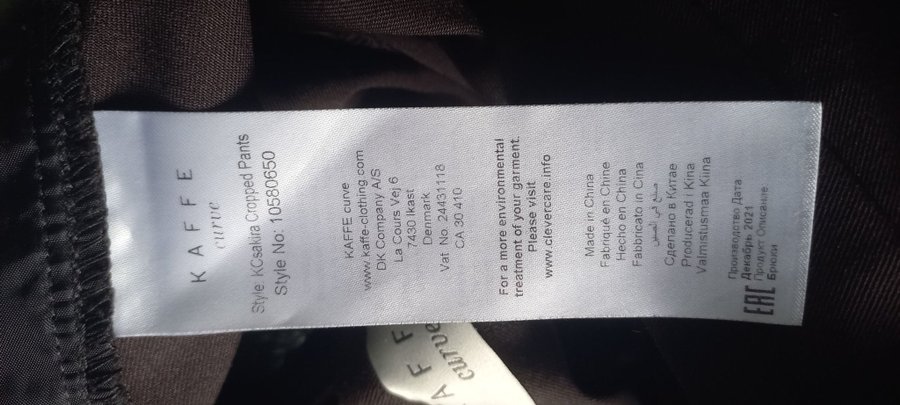 KAFFE
curve
Style KCsakura Cropped Pants
Style No: 10580650
KAFFE curve
www.kaffe-clothing.com
DK Company A/S
La Cours Vej 6
7430 Ikast
Denmark
Vat No. 24431118
CA 30 410
For a more environmental
treatment of your garment.
Please visit
www.clevercare.info
Made in China
Fabriqué en Chine
Hecho en China
Fabbricato in Cina
صنع في الصين
Сделано в Китае
Producerad I Kina
Valmistusmaa Kiina
Производство Дата
Декабрь 2021
Продукт Описание
Брюки
EAC
A F F
curve